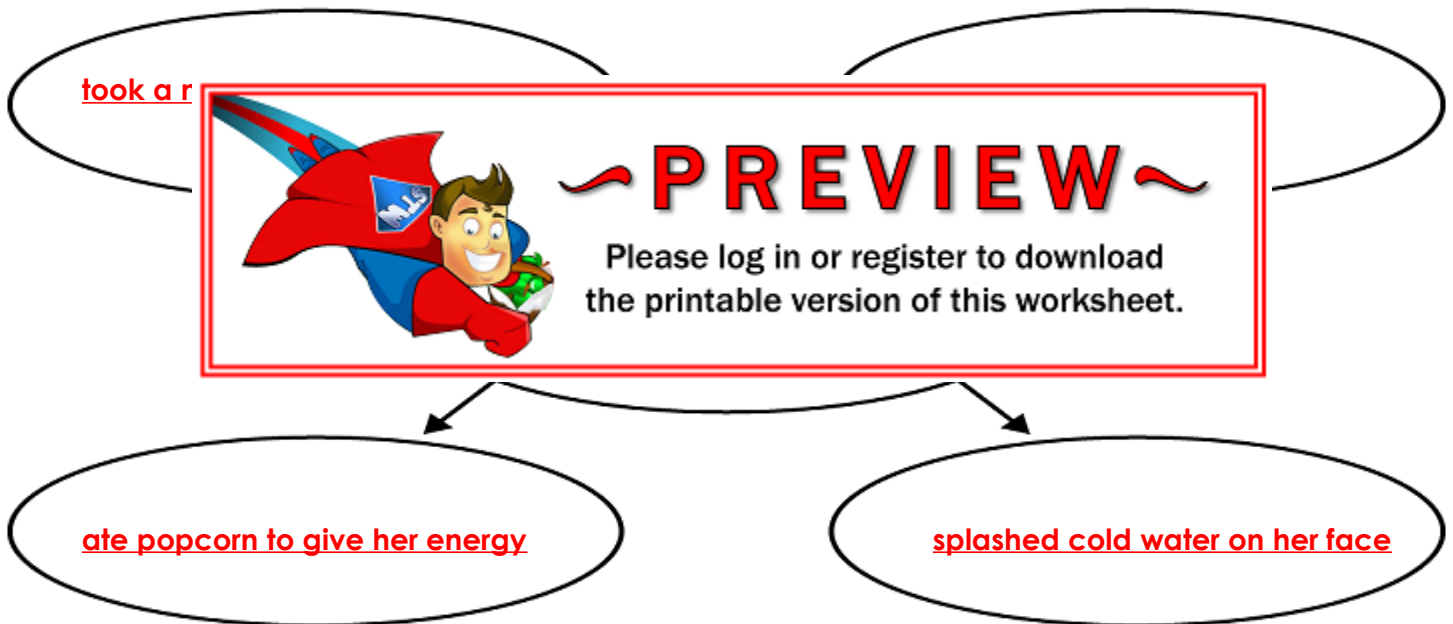 took a
~PREVIEW~
Please log in or register to download
the printable version of this worksheet.
STW
ate popcorn to give her energy
splashed cold water on her face